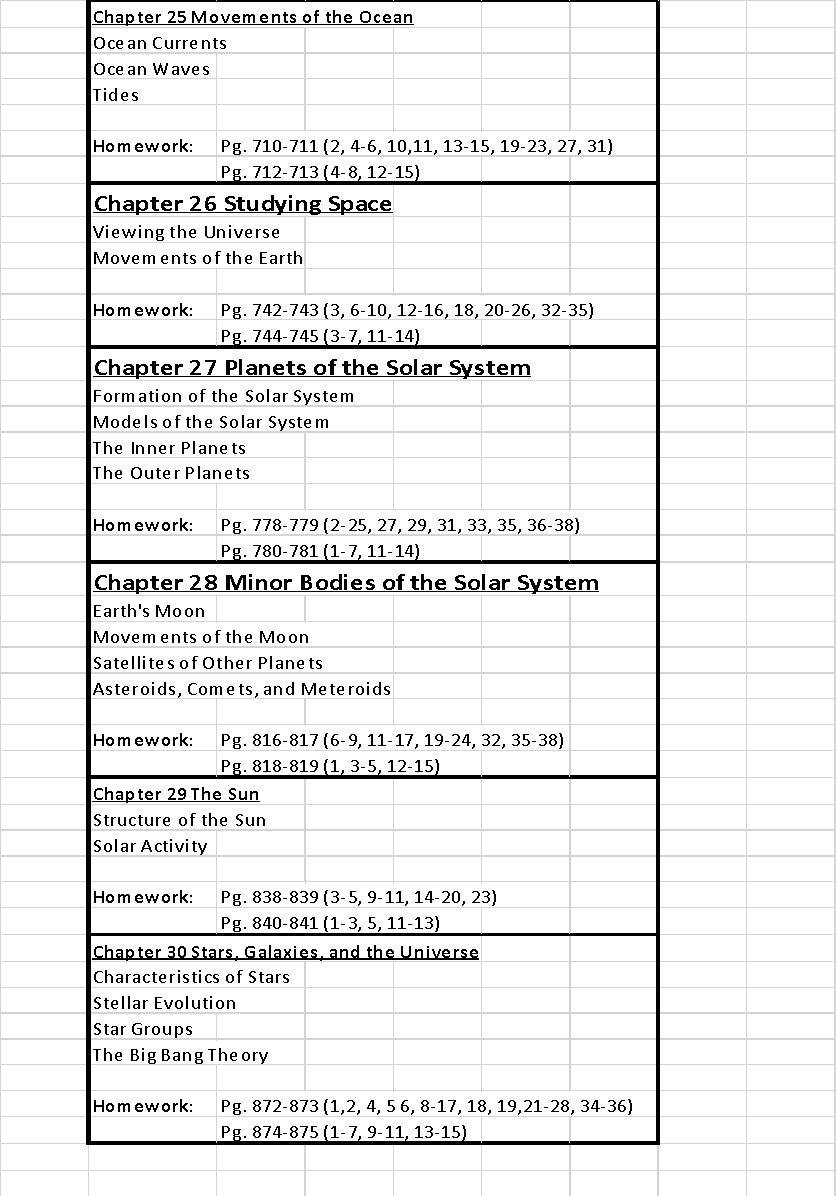 Chapter 25 Movements of the Ocean
Ocean Currents
Ocean Waves
Tides
Homework: Pg. 710-711 (2, 4-6, 10,11, 13-15, 19-23, 27, 31)
Pg. 712-713 (4-8, 12-15)
Chapter 26 Studying Space
Viewing the Universe
Movements of the Earth
Homework: Pg. 742-743 (3, 6-10, 12-16, 18, 20-26, 32-35)
Pg. 744-745 (3-7, 11-14)
Chapter 27 Planets of the Solar System
Formation of the Solar System
Models of the Solar System
The Inner Planets
The Outer Planets
Homework: Pg. 778-779 (2-25, 27, 29, 31, 33, 35, 36-38)
Pg. 780-781 (1-7, 11-14)
Chapter 28 Minor Bodies of the Solar System
Earth's Moon
Movements of the Moon
Satellites of Other Planets
Asteroids, Comets, and Meteroids
Homework: Pg. 816-817 (6-9, 11-17, 19-24, 32, 35-38)
Pg. 818-819 (1, 3-5, 12-15)
Chapter 29 The Sun
Structure of the Sun
Solar Activity
Homework: Pg. 838-839 (3-5, 9-11, 14-20, 23)
Pg. 840-841 (1-3, 5, 11-13)
Chapter 30 Stars, Galaxies, and the Universe
Characteristics of Stars
Stellar Evolution
Star Groups
The Big Bang Theory
Homework: Pg. 872-873 (1,2, 4, 5 6, 8-17, 18, 19,21-28, 34-36)
Pg. 874-875 (1-7, 9-11, 13-15)